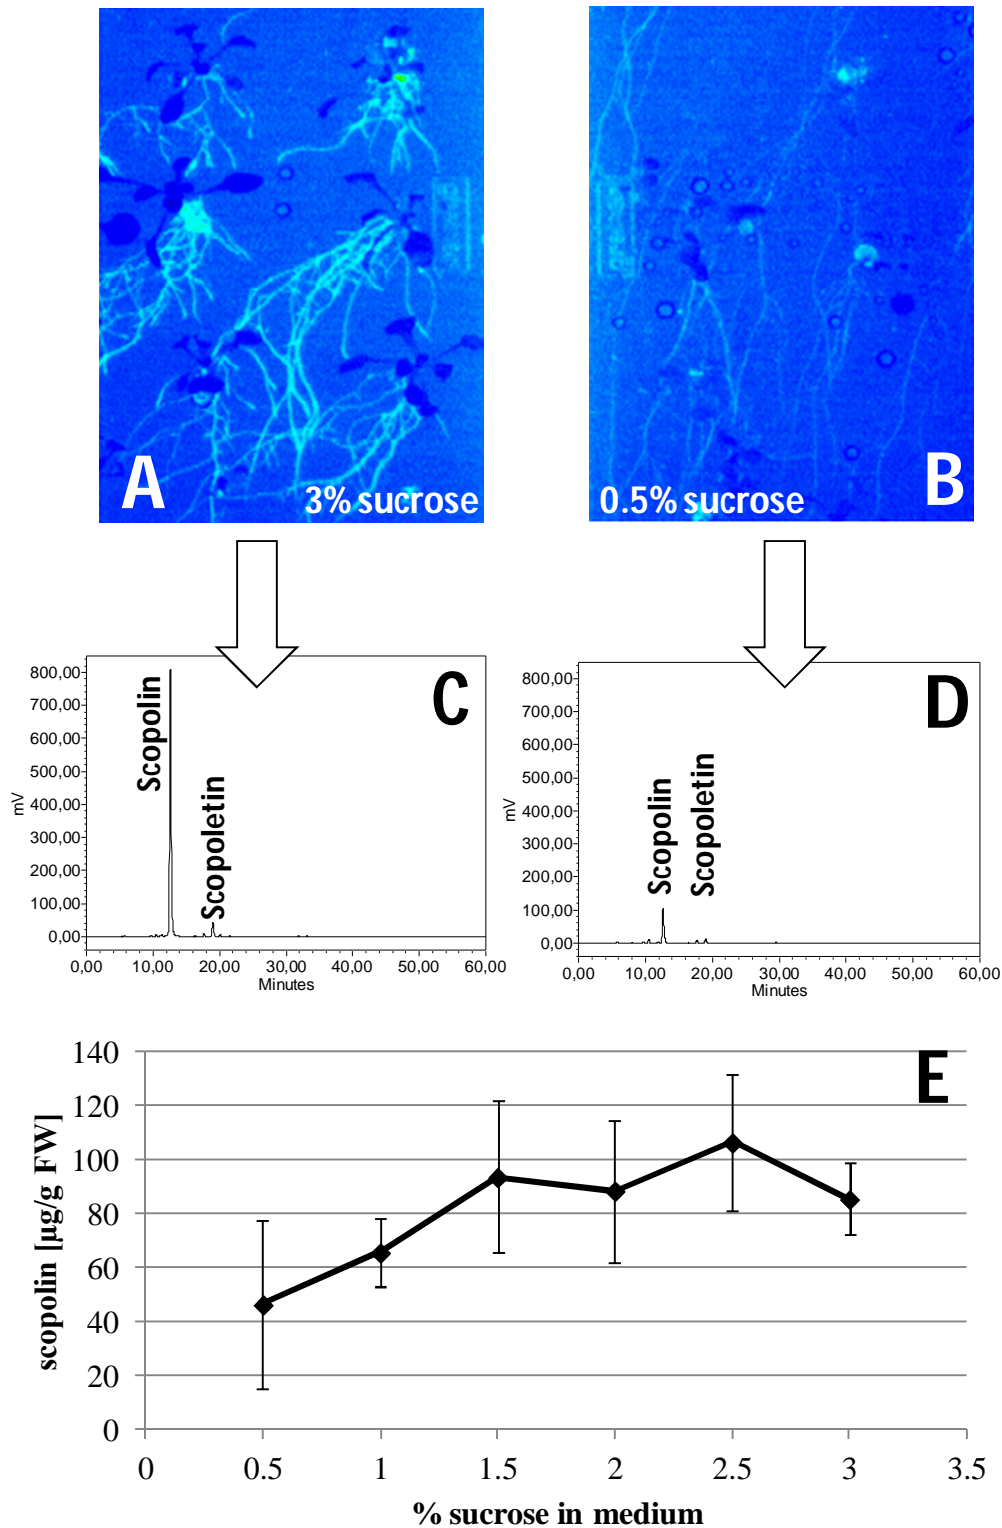 A
3% sucrose
0.5% sucrose
B
800,00
700,00
600,00
500,00
400,00
300,00
200,00
100,00
0,00
mV
Scopolin
Scopoletin
C
0,00 10,00 20,00 30,00 40,00 50,00 60,00
Minutes
800,00
700,00
600,00
500,00
400,00
300,00
200,00
100,00
0,00
mV
Scopolin
Scopoletin
D
0,00 10,00 20,00 30,00 40,00 50,00 60,00
Minutes
E
140
120
100
80
60
40
20
0
scopolin [µg/g FW]
0 0.5 1 1.5 2 2.5 3 3.5
% sucrose in medium